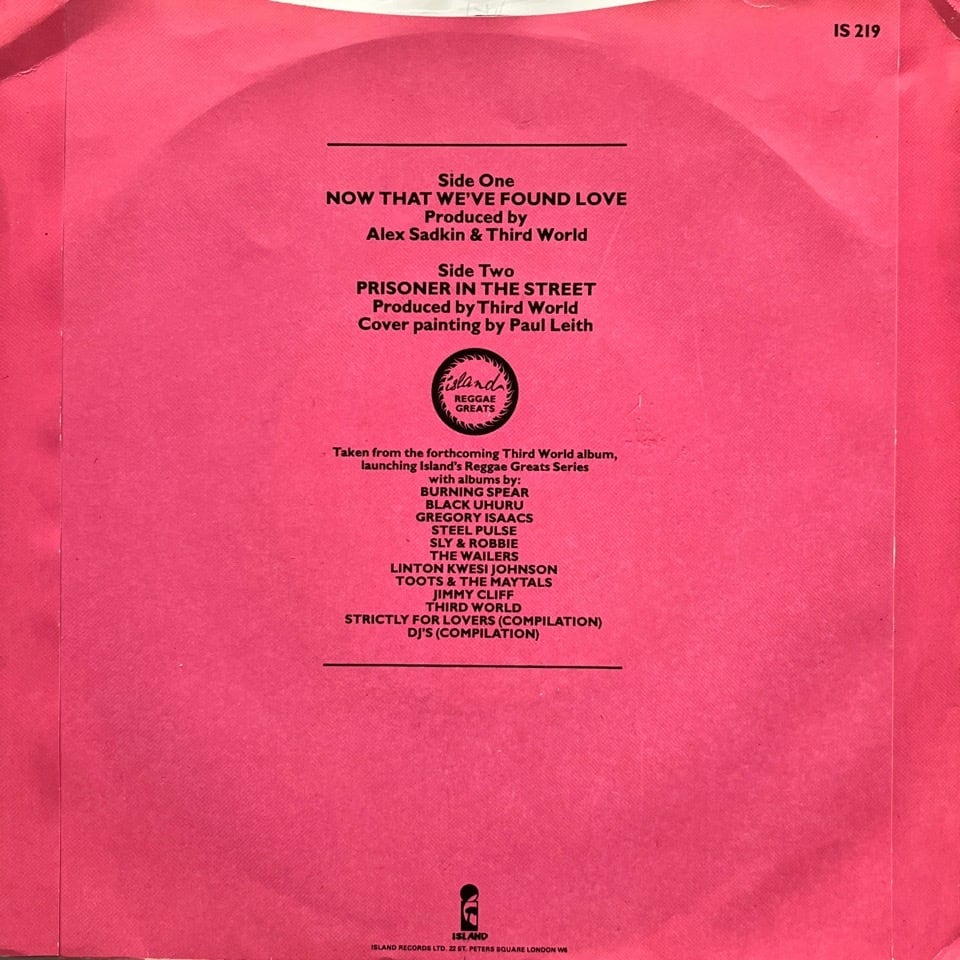 IS 219
Side One
NOW THAT WE'VE FOUND LOVE
Produced by
Alex Sadkin & Third World
Side Two
PRISONER IN THE STREET
Produced by Third World
Cover painting by Paul Leith
island
REGGAE
GREATS
Taken from the forthcoming Third World album,
launching Island's Reggae Greats Series
with albums by:
BURNING SPEAR
BLACK UHURU
GREGORY ISAACS
STEEL PULSE
SLY & ROBBIE
THE WAILERS
LINTON KWESI JOHNSON
TOOTS & THE MAYTALS
JIMMY CLIFF
THIRD WORLD
STRICTLY FOR LOVERS (COMPILATION)
DJ'S (COMPILATION)
ISLAND
ISLAND RECORDS LTD. 22 ST. PETERS SQUARE LONDON W6